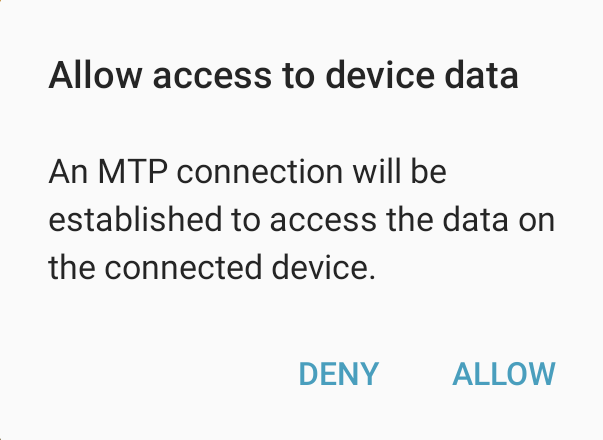 Allow access to device data
An MTP connection will be
established to access the data on
the connected device.
DENY ALLOW